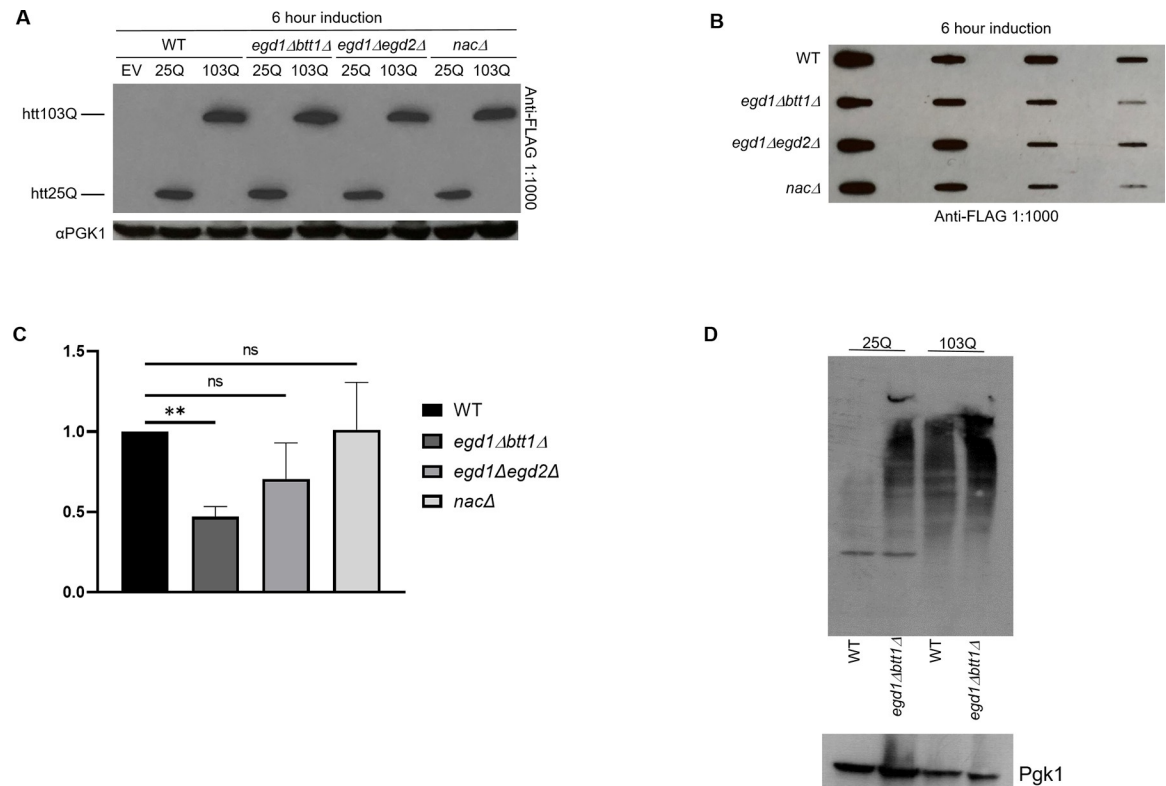 A
6 hour induction
WT egd1Δbtt1Δ egd1Δegd2Δ nacΔ
EV 25Q 103Q 25Q 103Q 25Q 103Q 25Q 103Q
htt103Q
htt25Q
Anti-FLAG 1:1000
αPGK1
B
6 hour induction
WT
egd1Δbtt1Δ
egd1Δegd2Δ
nacΔ
Anti-FLAG 1:1000
C
1.5
1.0
0.5
0.0
ns
ns
**
WT
egd1Δbtt1Δ
egd1Δegd2Δ
nacΔ
D
25Q 103Q
WT egd1Δbtt1Δ WT egd1Δbtt1Δ
Pgk1